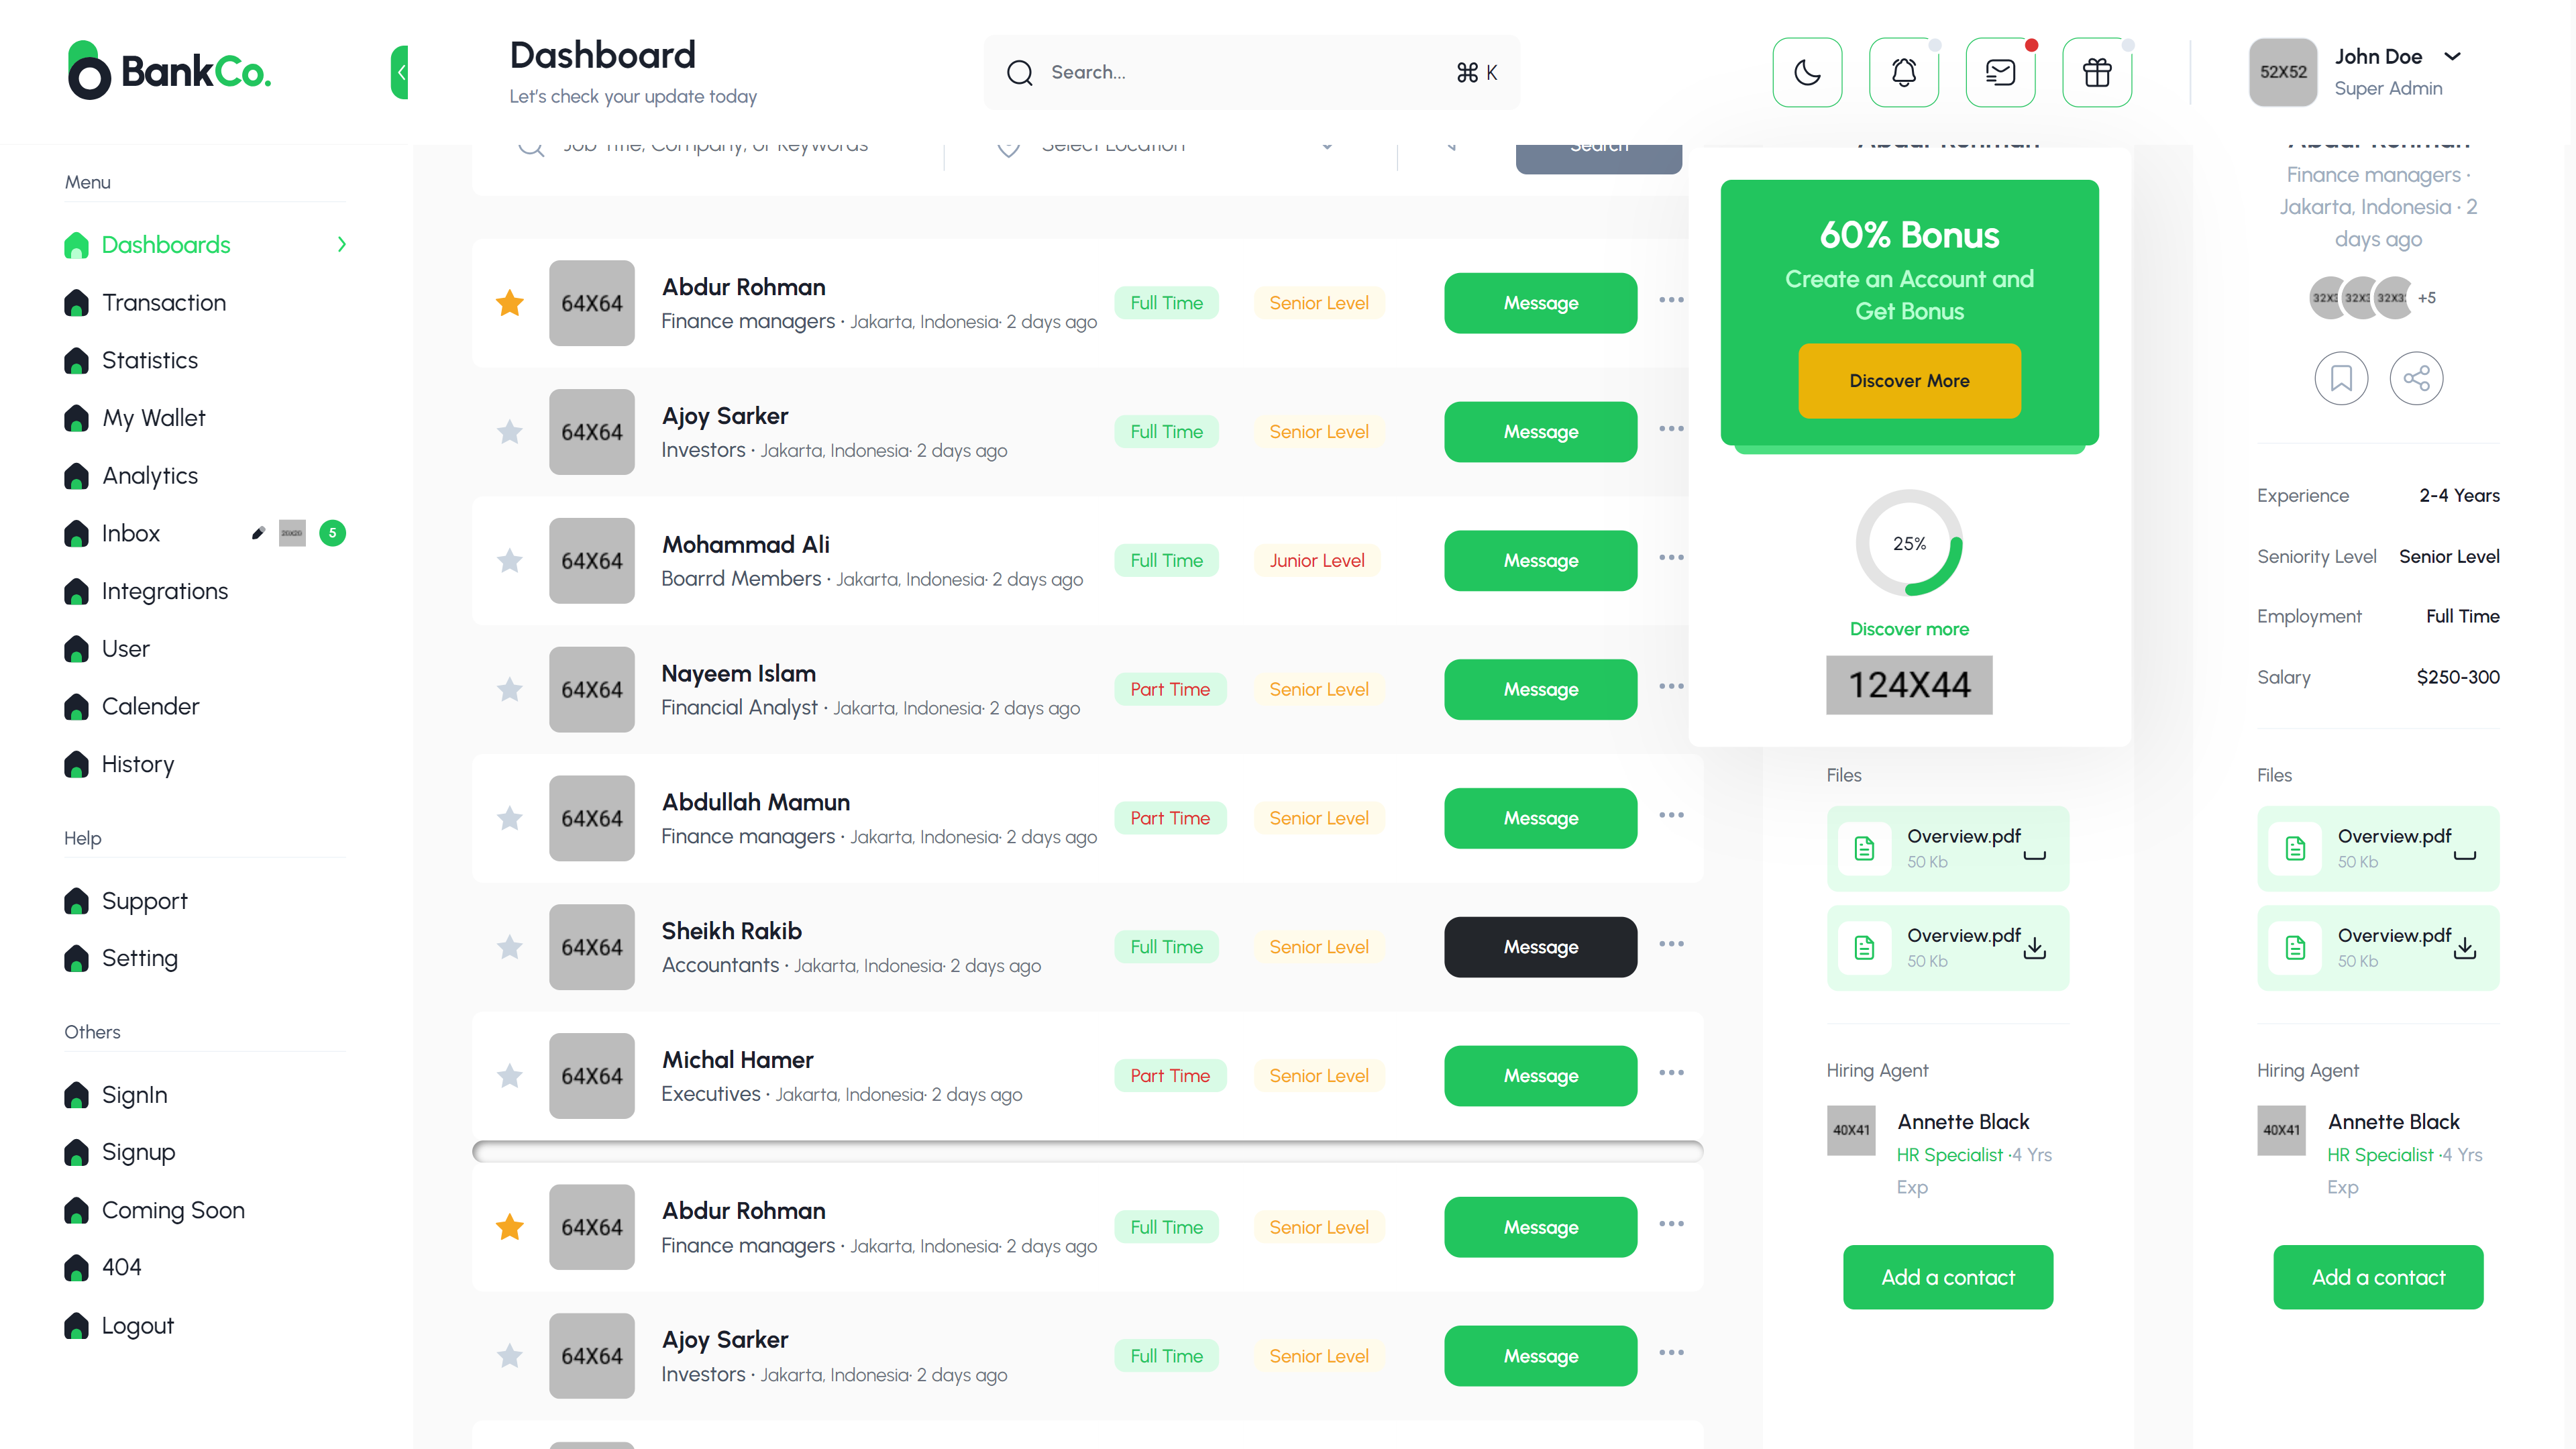 BankCo.
Dashboard
Let's check your update today
Search...
⌘ K
52X52
John Doe
Super Admin
Menu
Dashboards
Transaction
Statistics
My Wallet
Analytics
Inbox
5
Integrations
User
Calender
History
Help
Support
Setting
Others
SignIn
Signup
Coming Soon
404
Logout
Job Title, Company, or Keywords
Select Location
Search
64X64
Abdur Rohman
Finance managers · Jakarta, Indonesia· 2 days ago
Full Time
Senior Level
Message
64X64
Ajoy Sarker
Investors · Jakarta, Indonesia· 2 days ago
Full Time
Senior Level
Message
64X64
Mohammad Ali
Boarrd Members · Jakarta, Indonesia· 2 days ago
Full Time
Junior Level
Message
64X64
Nayeem Islam
Financial Analyst · Jakarta, Indonesia· 2 days ago
Part Time
Senior Level
Message
64X64
Abdullah Mamun
Finance managers · Jakarta, Indonesia· 2 days ago
Part Time
Senior Level
Message
64X64
Sheikh Rakib
Accountants · Jakarta, Indonesia· 2 days ago
Full Time
Senior Level
Message
64X64
Michal Hamer
Executives · Jakarta, Indonesia· 2 days ago
Part Time
Senior Level
Message
64X64
Abdur Rohman
Finance managers · Jakarta, Indonesia· 2 days ago
Full Time
Senior Level
Message
64X64
Ajoy Sarker
Investors · Jakarta, Indonesia· 2 days ago
Full Time
Senior Level
Message
Abdur Rohman
60% Bonus
Create an Account and
Get Bonus
Discover More
25%
Discover more
124X44
Files
Overview.pdf
50 Kb
Overview.pdf
50 Kb
Hiring Agent
40X41
Annette Black
HR Specialist ·4 Yrs
Exp
Add a contact
Abdur Rohman
Finance managers ·
Jakarta, Indonesia · 2
days ago
+5
Experience
2-4 Years
Seniority Level
Senior Level
Employment
Full Time
Salary
$250-300
Files
Overview.pdf
50 Kb
Overview.pdf
50 Kb
Hiring Agent
40X41
Annette Black
HR Specialist ·4 Yrs
Exp
Add a contact